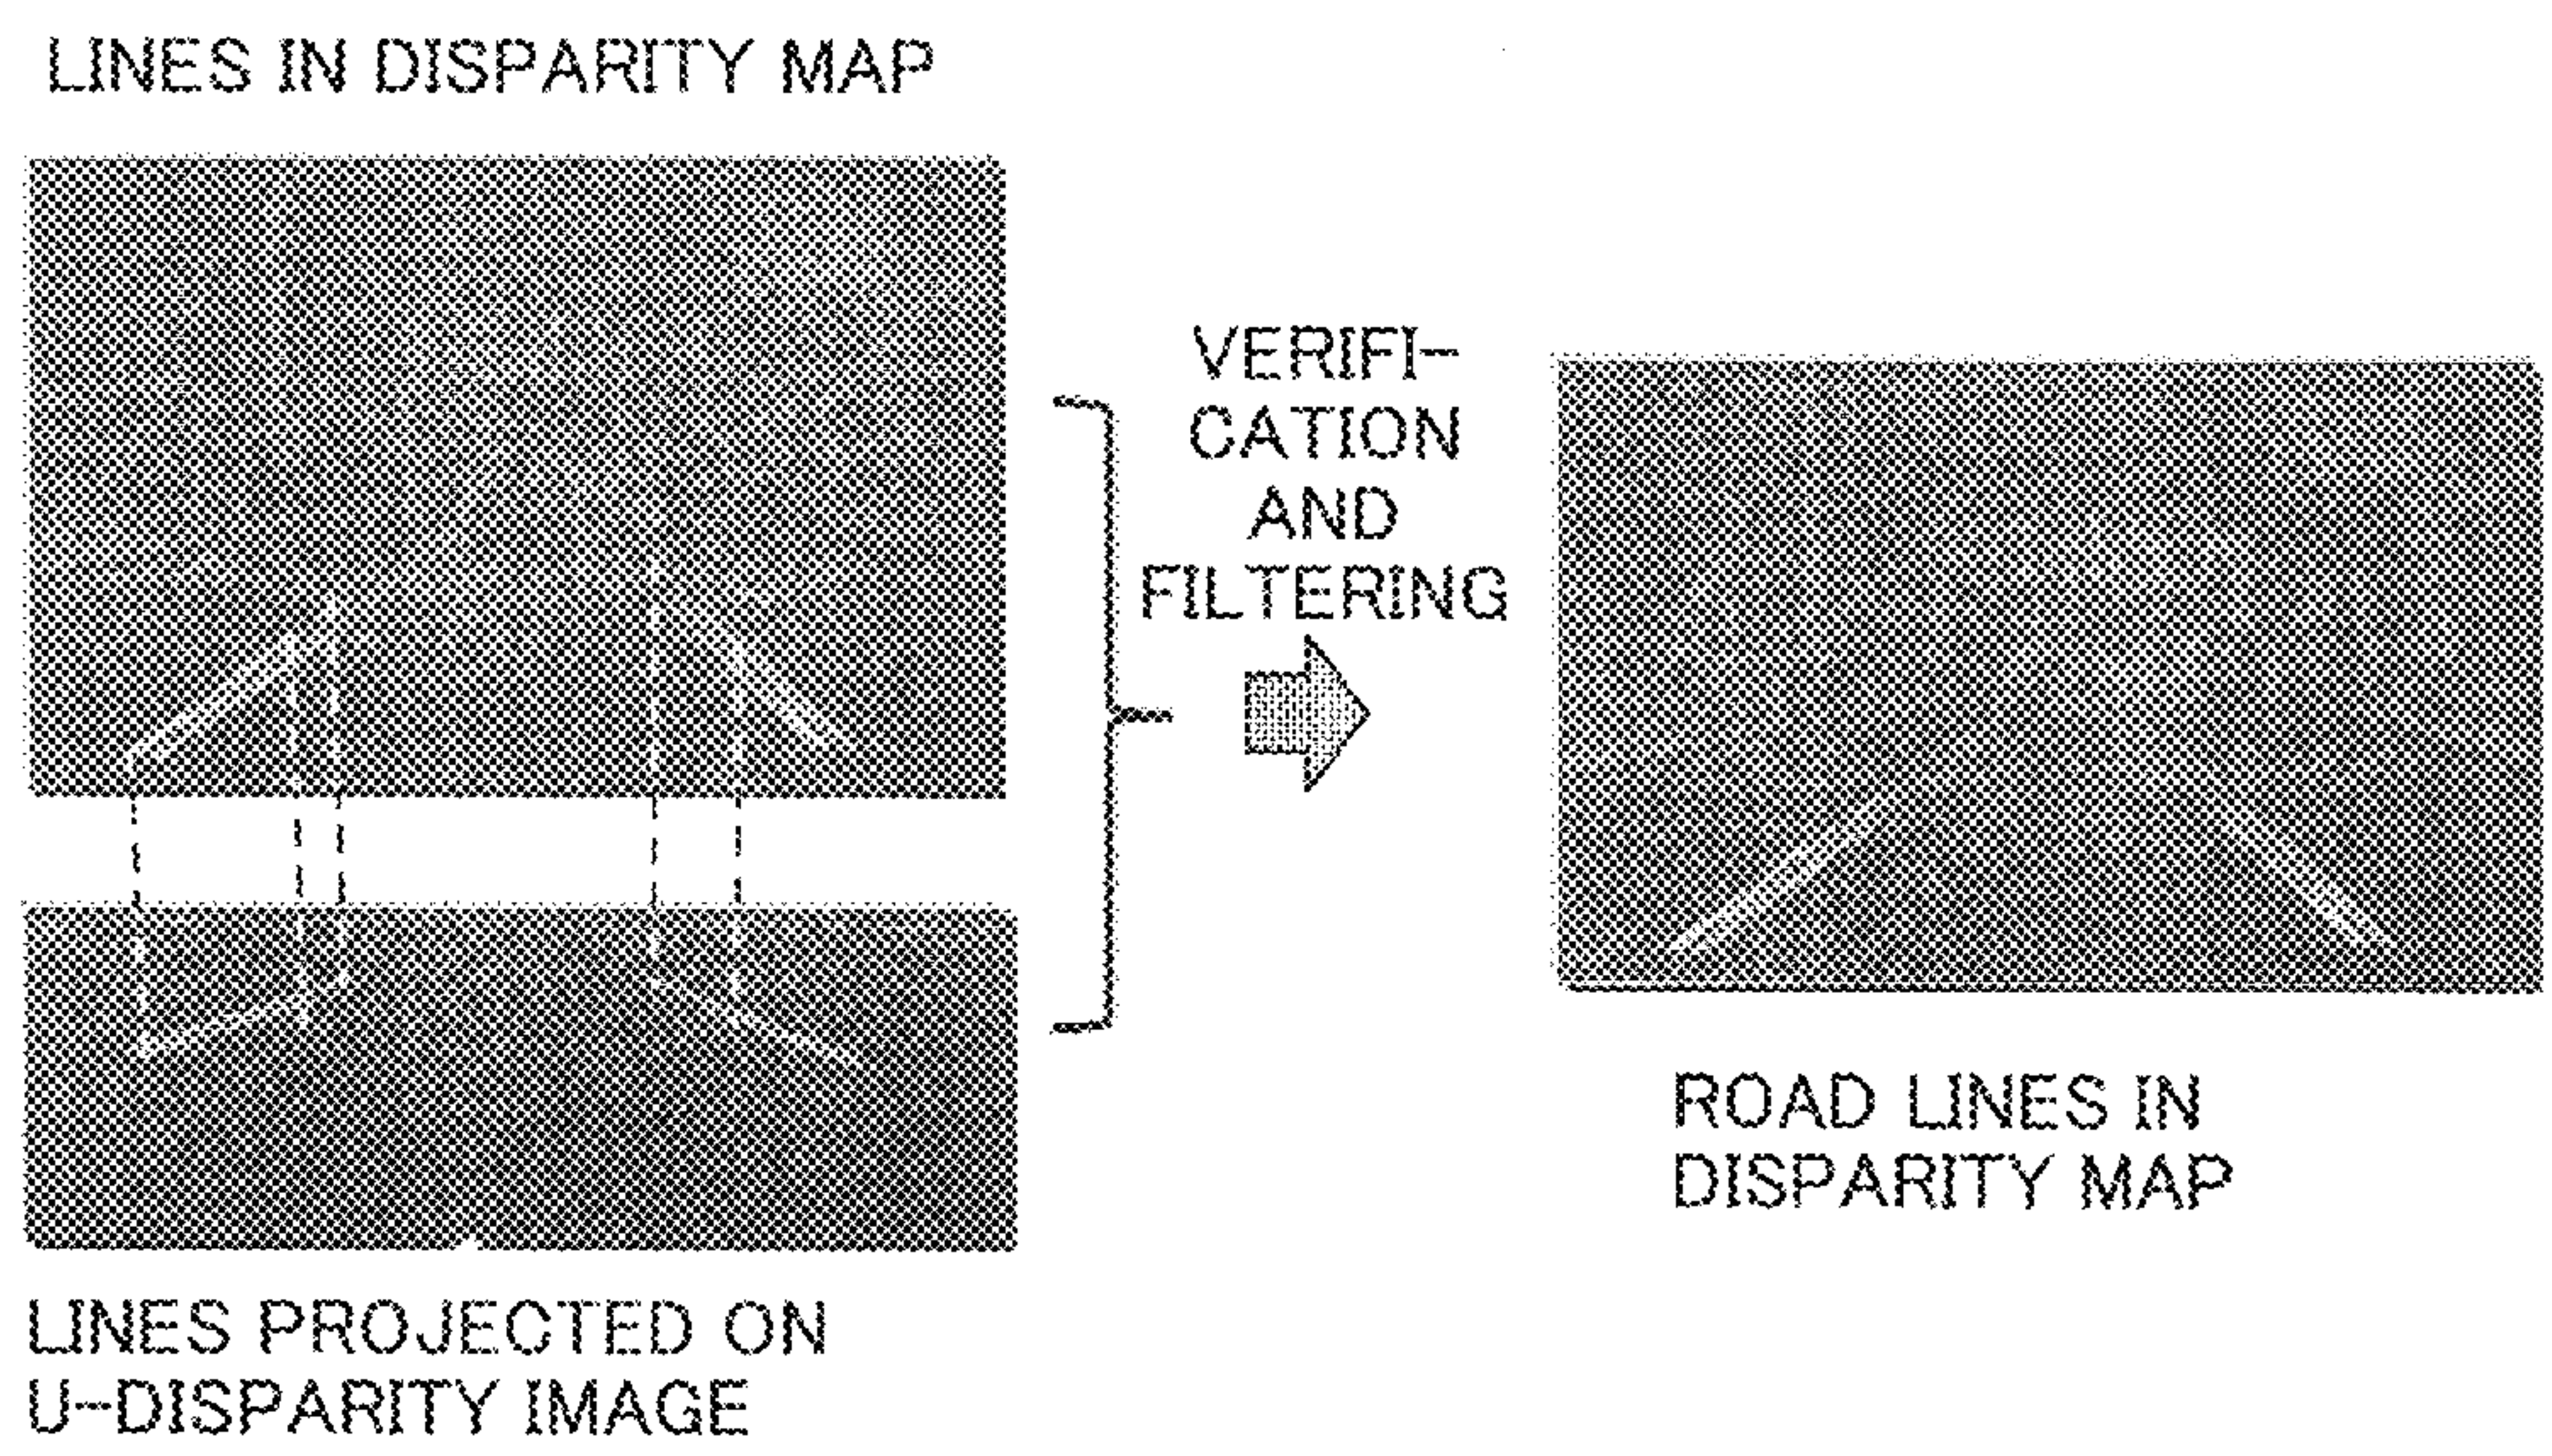 LINES IN DISPARITY MAP
VERIFI-
CATION
AND
FILTERING
ROAD LINES IN
DISPARITY MAP
LINES PROJECTED ON
U-DISPARITY IMAGE